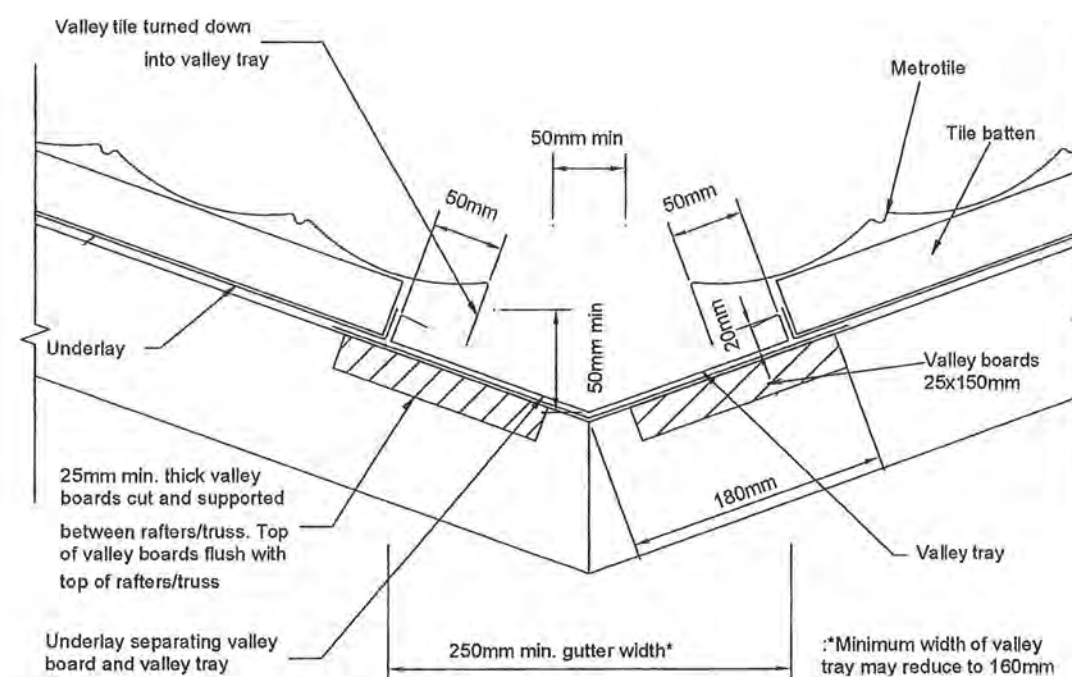 Valley tile turned down
into valley tray
Metrotile
50mm min
Tile batten
50mm
50mm
20mm
50mm min
Underlay
Valley boards
25x150mm
25mm min. thick valley
boards cut and supported
between rafters/truss. Top
of valley boards flush with
top of rafters/truss
180mm
Valley tray
Underlay separating valley
board and valley tray
250mm min. gutter width*
:*Minimum width of valley
tray may reduce to 160mm